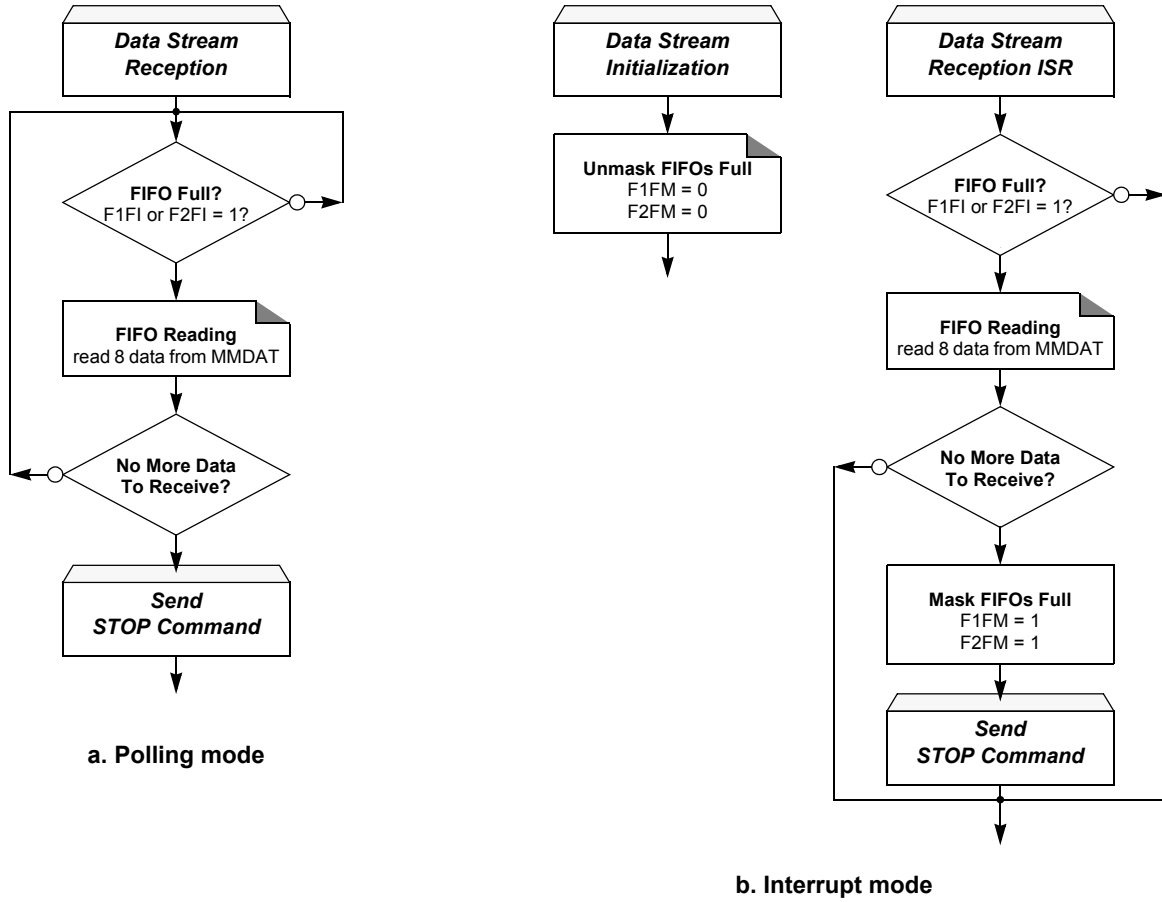 Data Stream
Reception
FIFO Full?
F1FI or F2FI = 1?
FIFO Reading
read 8 data from MMDAT
No More Data
To Receive?
Send
STOP Command
a. Polling mode
Data Stream
Initialization
Unmask FIFOs Full
F1FM = 0
F2FM = 0
Data Stream
Reception ISR
FIFO Full?
F1FI or F2FI = 1?
FIFO Reading
read 8 data from MMDAT
No More Data
To Receive?
Mask FIFOs Full
F1FM = 1
F2FM = 1
Send
STOP Command
b. Interrupt mode